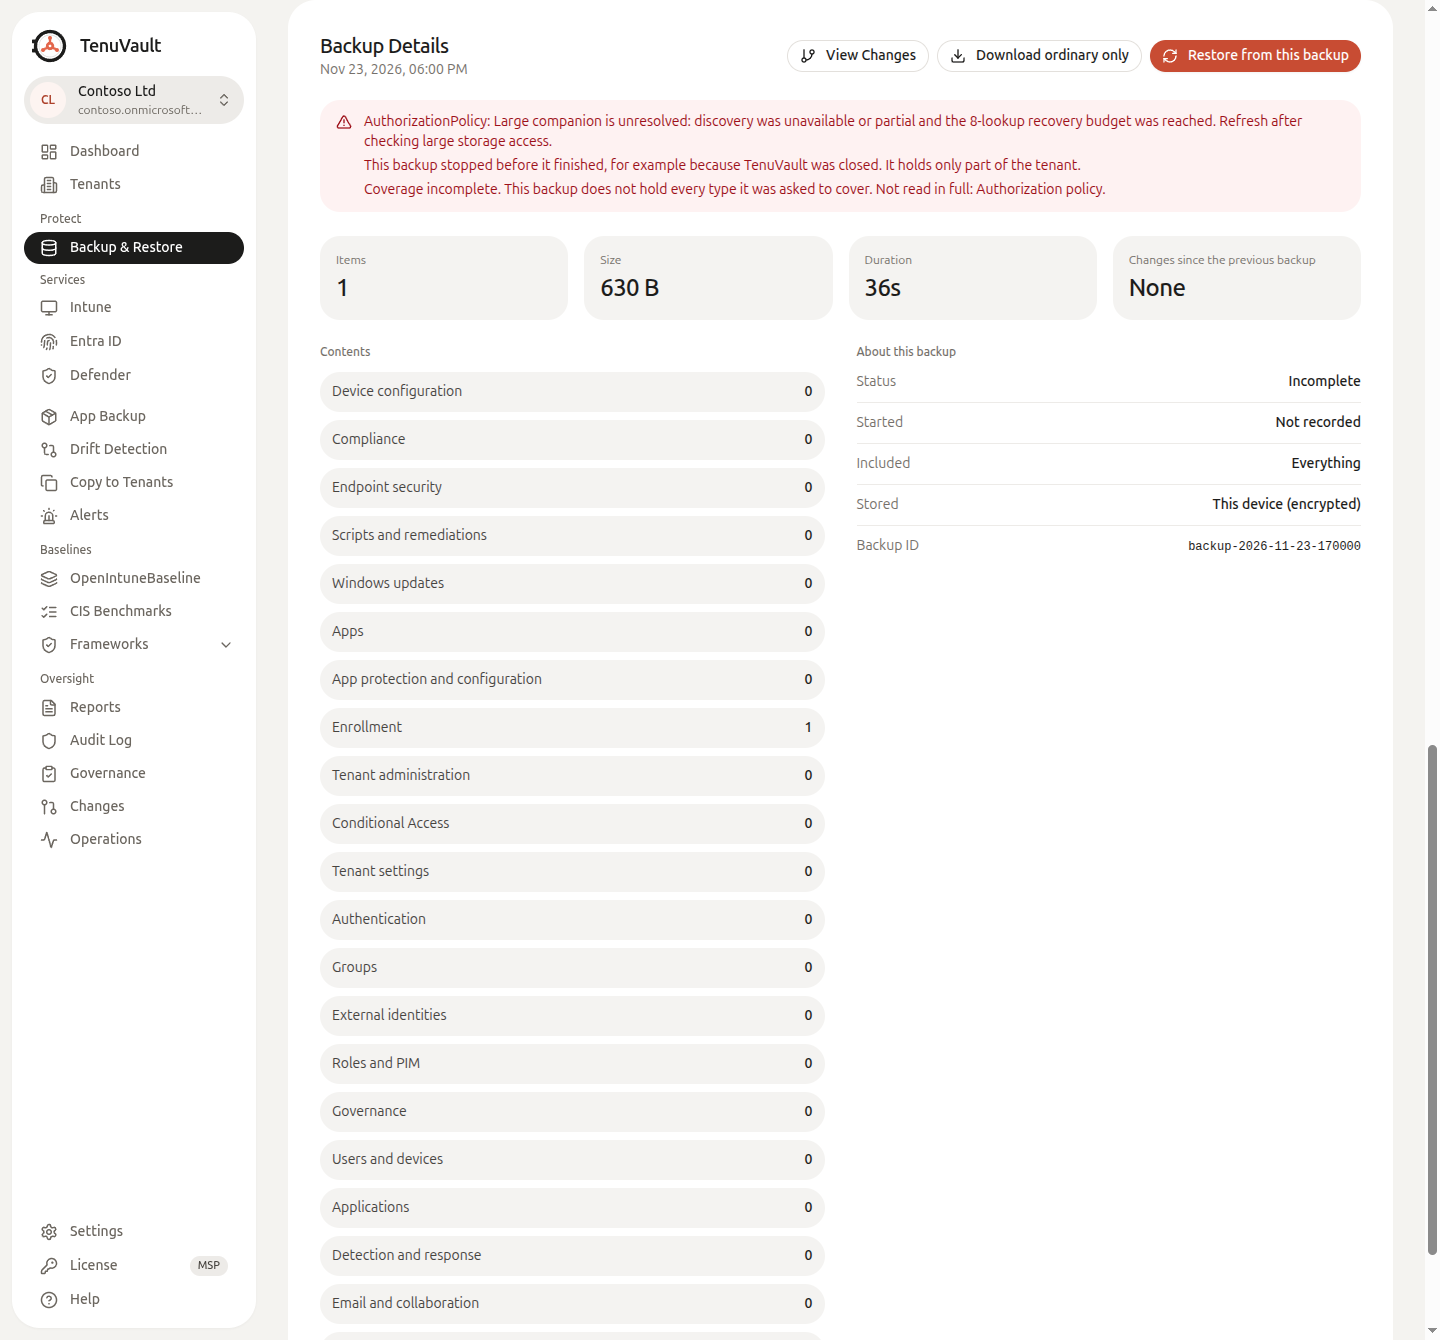 TenuVault
CL
Contoso Ltd
contoso.onmicrosoft...
Dashboard
Tenants
Protect
Backup & Restore
Services
Intune
Entra ID
Defender
App Backup
Drift Detection
Copy to Tenants
Alerts
Baselines
OpenIntuneBaseline
CIS Benchmarks
Frameworks
Oversight
Reports
Audit Log
Governance
Changes
Operations
Settings
License
MSP
Help
Backup Details
Nov 23, 2026, 06:00 PM
View Changes
Download ordinary only
Restore from this backup
AuthorizationPolicy: Large companion is unresolved: discovery was unavailable or partial and the 8-lookup recovery budget was reached. Refresh after
checking large storage access.
This backup stopped before it finished, for example because TenuVault was closed. It holds only part of the tenant.
Coverage incomplete. This backup does not hold every type it was asked to cover. Not read in full: Authorization policy.
Items
1
Size
630 B
Duration
36s
Changes since the previous backup
None
Contents
Device configuration 0
Compliance 0
Endpoint security 0
Scripts and remediations 0
Windows updates 0
Apps 0
App protection and configuration 0
Enrollment 1
Tenant administration 0
Conditional Access 0
Tenant settings 0
Authentication 0
Groups 0
External identities 0
Roles and PIM 0
Governance 0
Users and devices 0
Applications 0
Detection and response 0
Email and collaboration 0
About this backup
Status Incomplete
Started Not recorded
Included Everything
Stored This device (encrypted)
Backup ID backup-2026-11-23-170000